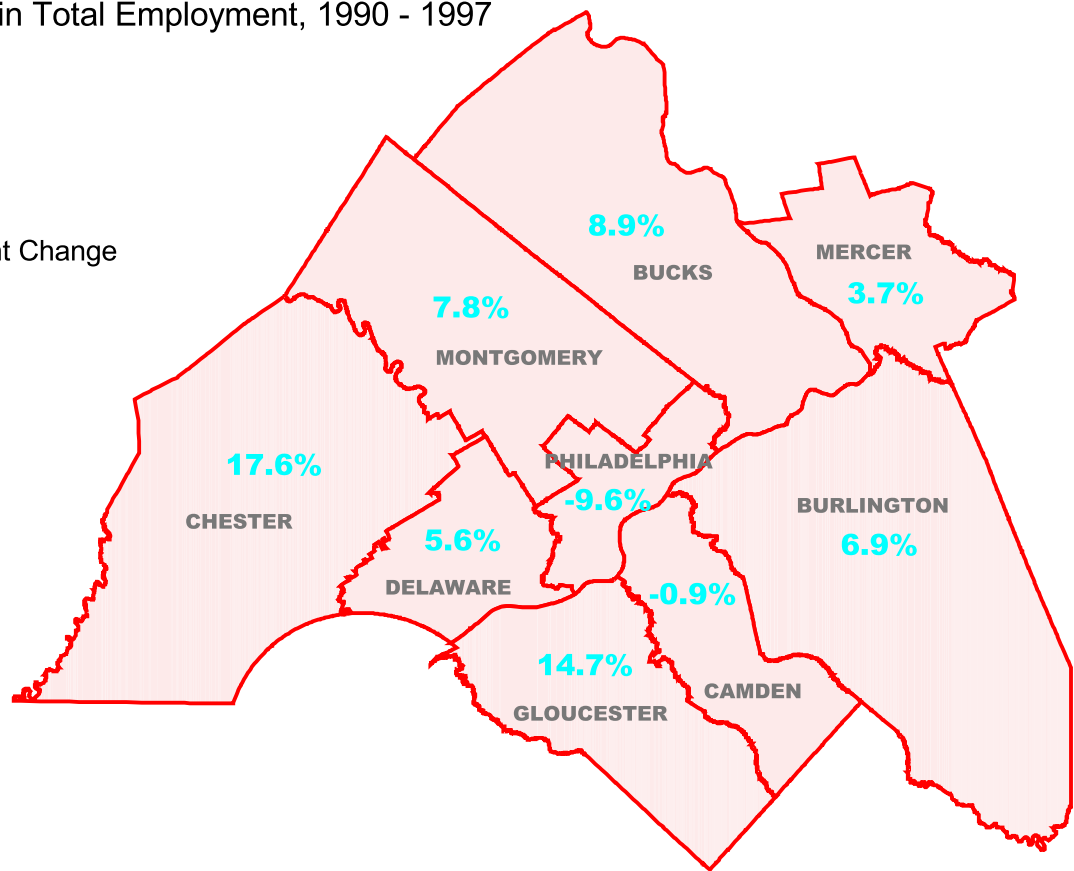 in Total Employment, 1990 - 1997
8.9%
BUCKS
MERCER
3.7%
Change
7.8%
MONTGOMERY
17.6%
CHESTER
PHILADELPHIA
-9.6%
BURLINGTON
6.9%
5.6%
DELAWARE
-0.9%
14.7%
GLOUCESTER
CAMDEN